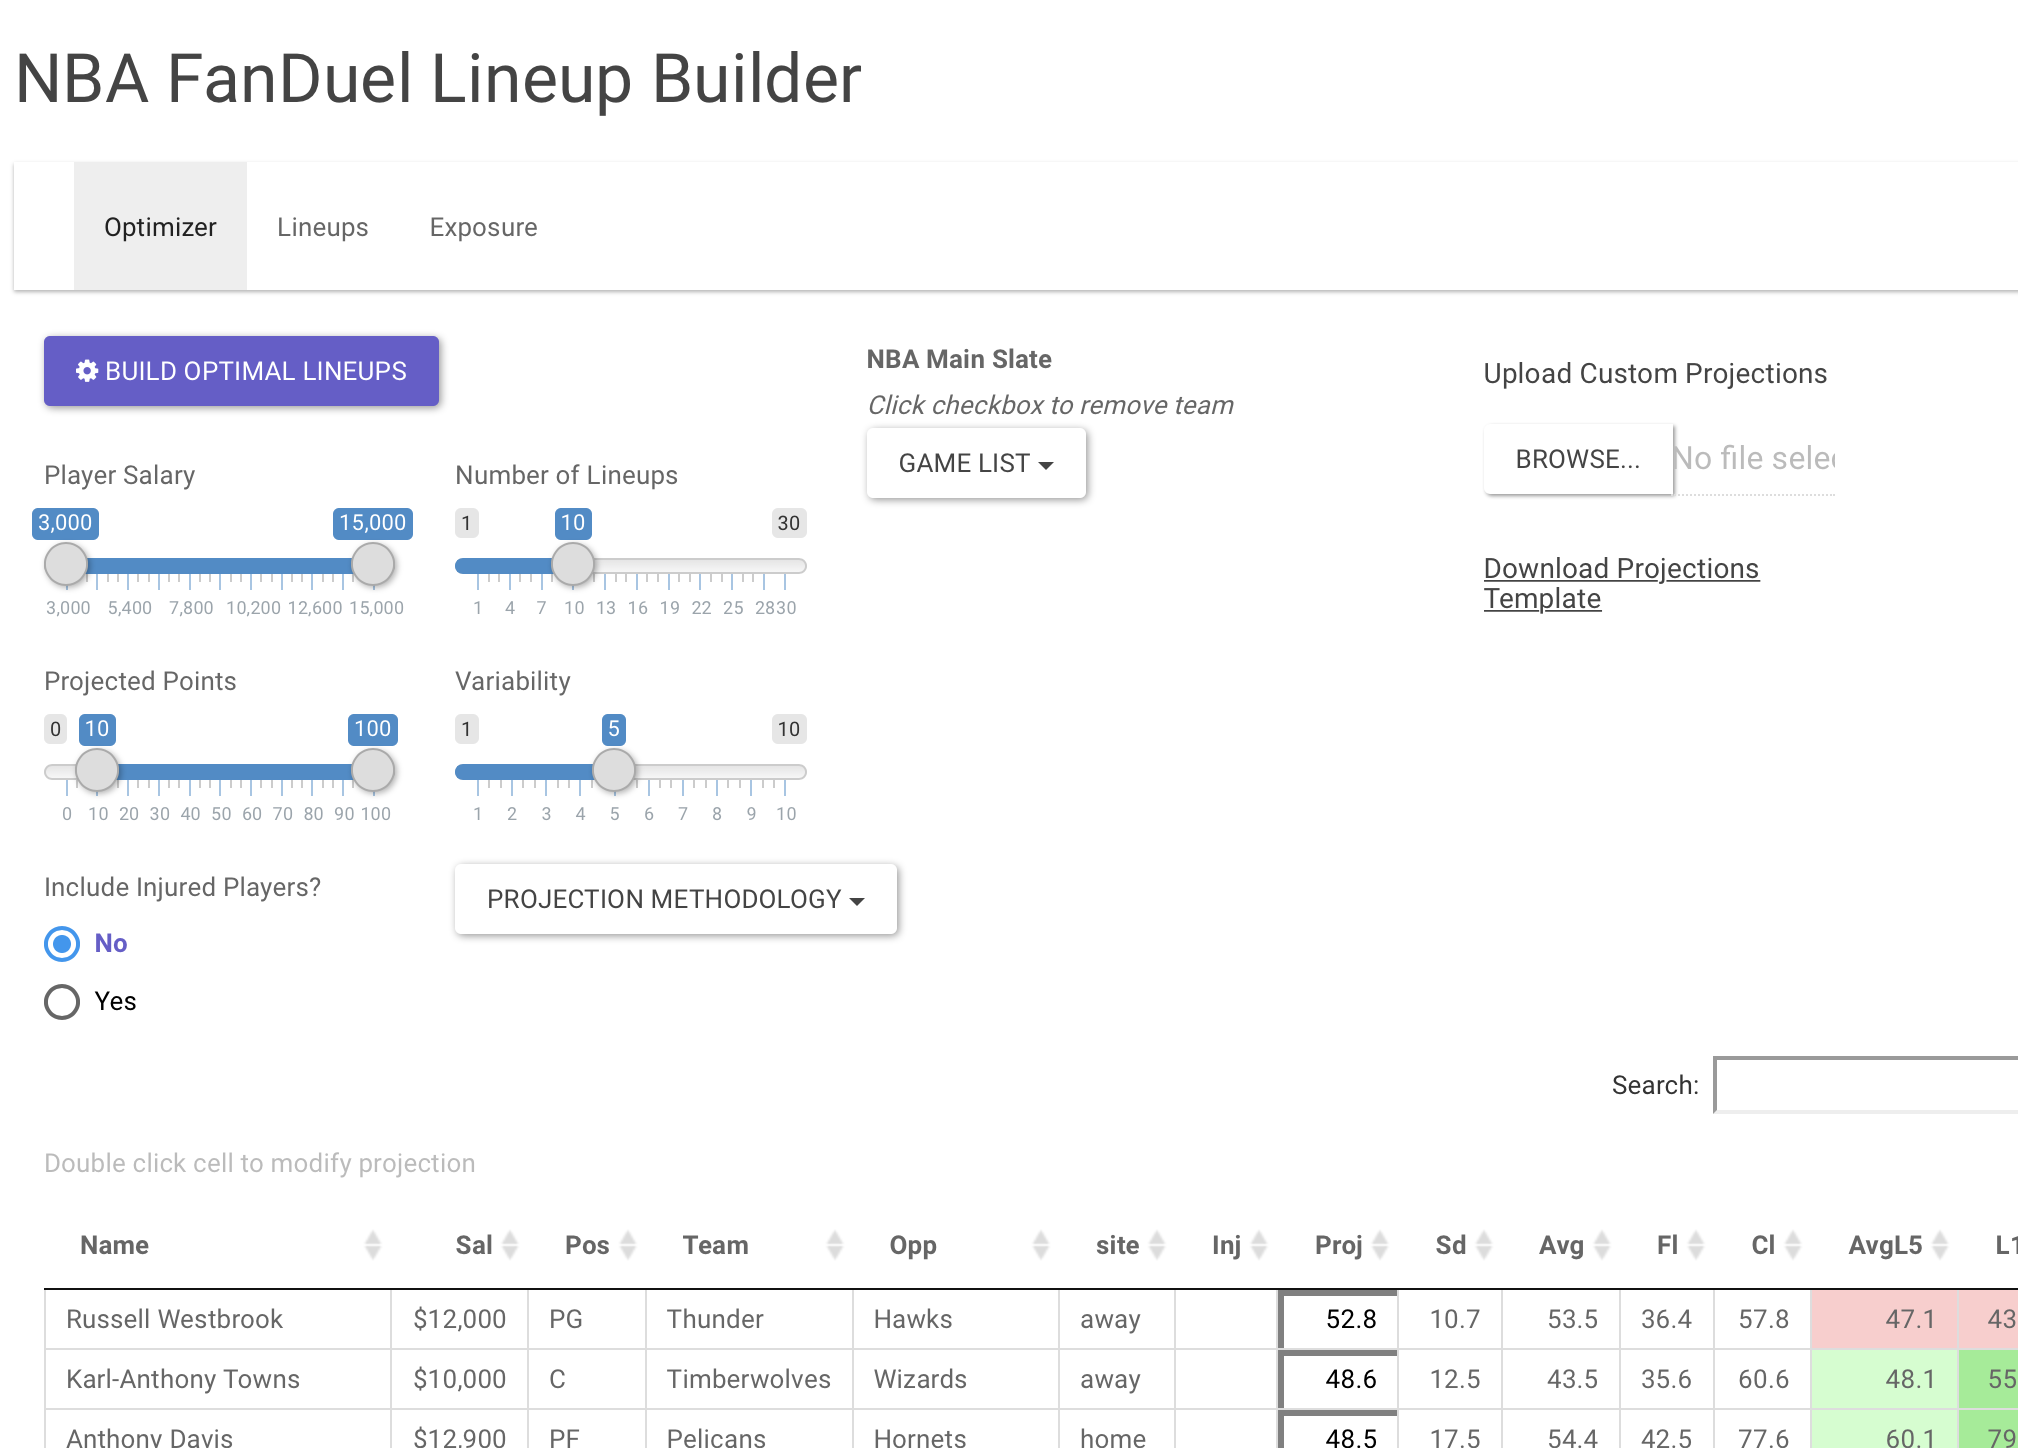 NBA FanDuel Lineup Builder
Optimizer Lineups Exposure
BUILD OPTIMAL LINEUPS
Player Salary
3,000 15,000
3,000 5,400 7,800 10,200 12,600 15,000
Number of Lineups
1 10 30
1 4 7 10 13 16 19 22 25 28 30
Projected Points
0 10 100
0 10 20 30 40 50 60 70 80 90 100
Variability
1 5 10
1 2 3 4 5 6 7 8 9 10
Include Injured Players?
No
Yes
PROJECTION METHODOLOGY
NBA Main Slate
Click checkbox to remove team
GAME LIST
Upload Custom Projections
BROWSE... No file selec
Download Projections
Template
Search:
Double click cell to modify projection
Name Sal Pos Team Opp site Inj Proj Sd Avg Fl Cl AvgL5 L1
Russell Westbrook $12,000 PG Thunder Hawks away 52.8 10.7 53.5 36.4 57.8 47.1 43
Karl-Anthony Towns $10,000 C Timberwolves Wizards away 48.6 12.5 43.5 35.6 60.6 48.1 55
Anthony Davis $12,900 PF Pelicans Hornets home 48.5 17.5 54.4 42.5 77.6 60.1 79